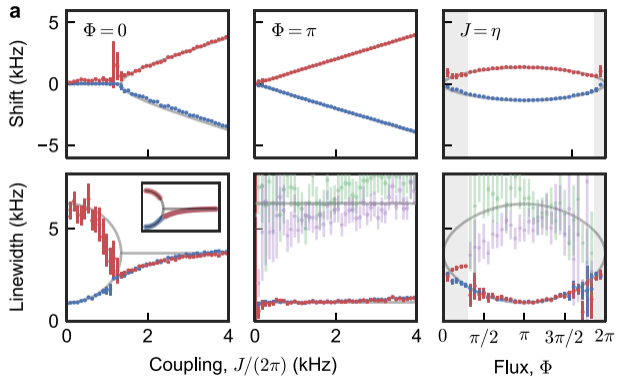 a
Φ = 0
Φ = π
J = η
Shift (kHz)
5
0
−5
Linewidth (kHz)
5
0
0 2 4
0 2 4
0 π/2 π 3π/2 2π
Coupling, J/(2π) (kHz)
Flux, Φ